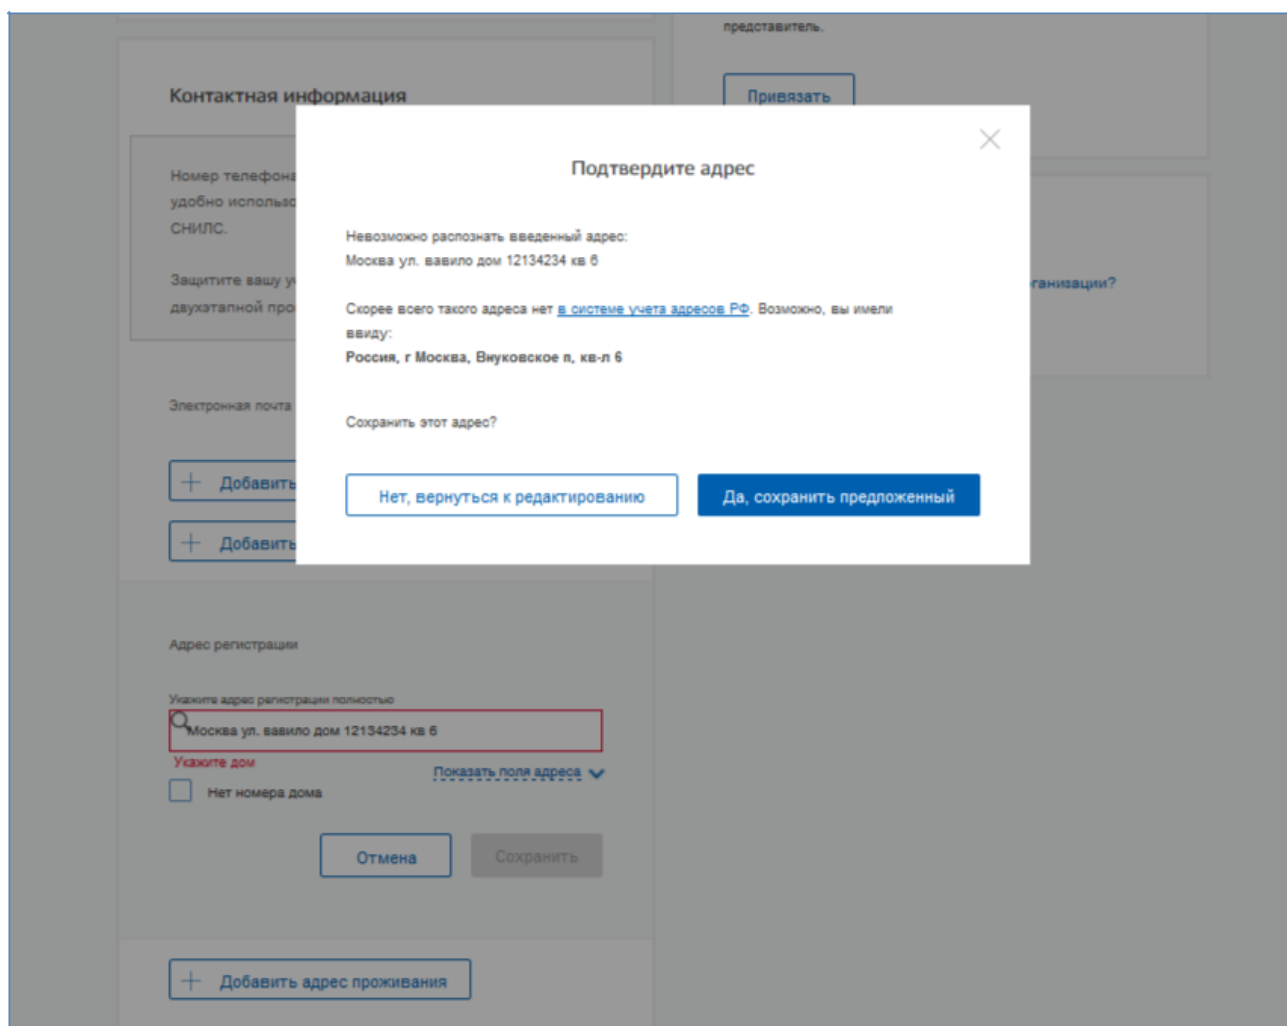 представитель.
Контактная информация
Привязать
Номер телефона
удобно использо
СНИЛС.
Защитите вашу у
двухэтапной про
Подтвердите адрес
Невозможно распознать введенный адрес:
Москва ул. вавило дом 12134234 кв 6
Скорее всего такого адреса нет в системе учета адресов РФ. Возможно, вы имели
ввиду:
Россия, г Москва, Внуковское п, кв-л 6
Сохранить этот адрес?
Нет, вернуться к редактированию
Да, сохранить предложенный
ганизации?
Электронная почта
Добавить
Добавить
Адрес регистрации
Укажите адрес регистрации полностью
Москва ул. вавило дом 12134234 кв 6
Укажите дом
Показать поля адреса
Нет номера дома
Отмена
Сохранить
Добавить адрес проживания